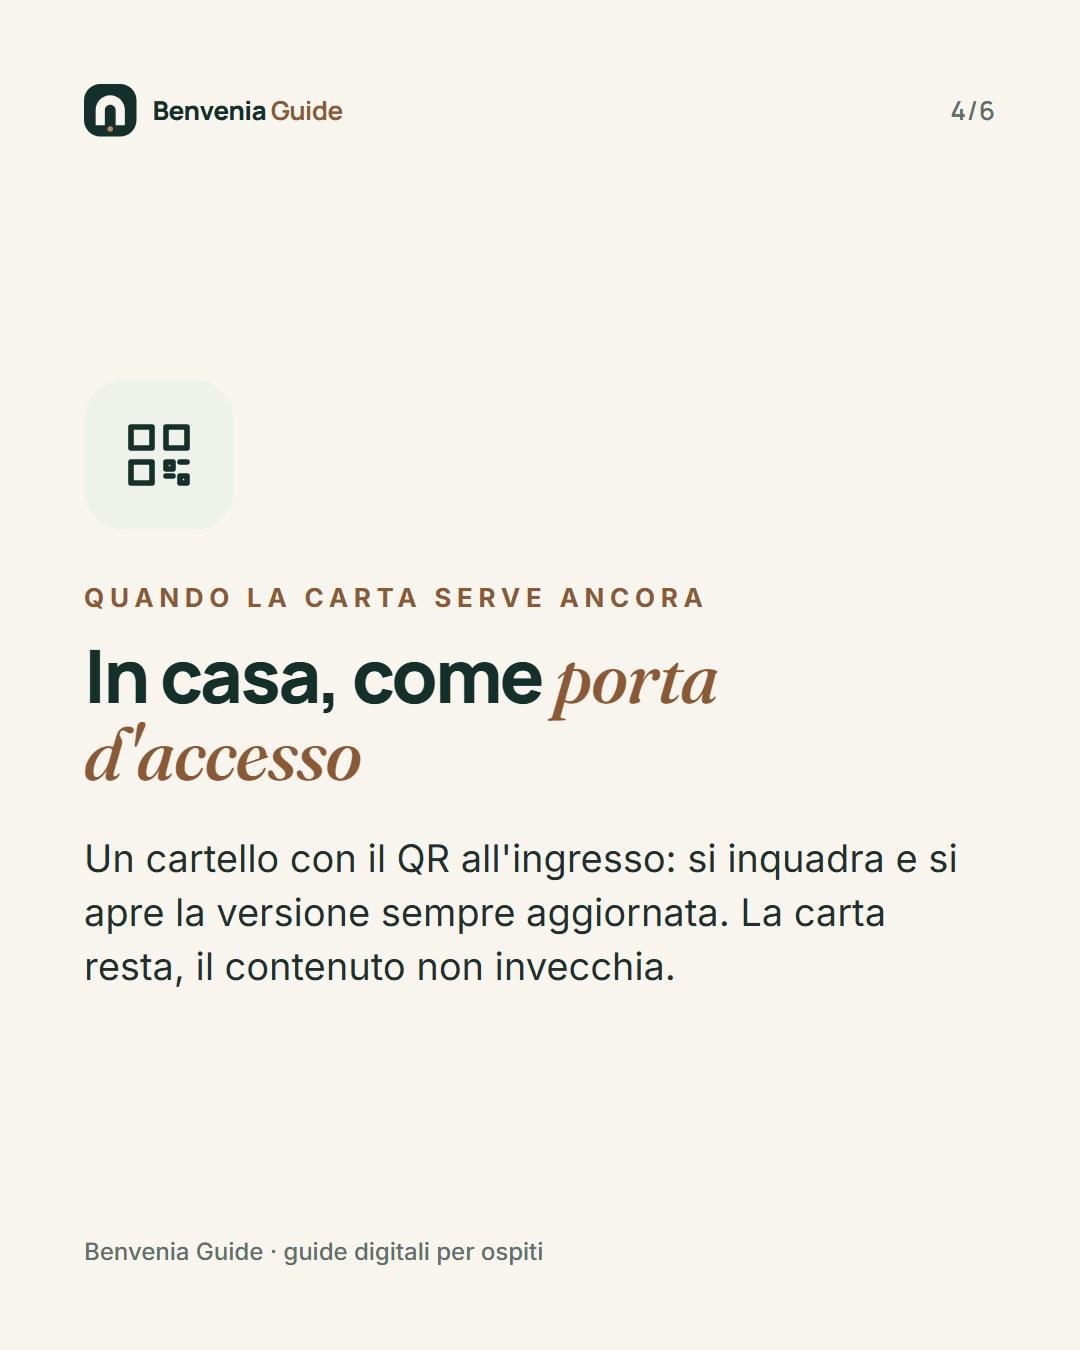 Benvenia Guide
4/6
QUANDO LA CARTA SERVE ANCORA
In casa, come porta
d'accesso
Un cartello con il QR all'ingresso: si inquadra e si
apre la versione sempre aggiornata. La carta
resta, il contenuto non invecchia.
Benvenia Guide · guide digitali per ospiti